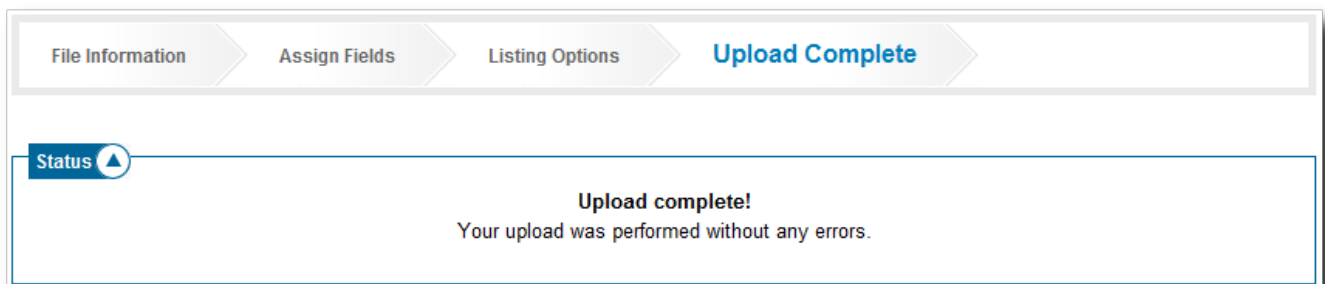 File Information Assign Fields Listing Options Upload Complete
Status
Upload complete!
Your upload was performed without any errors.